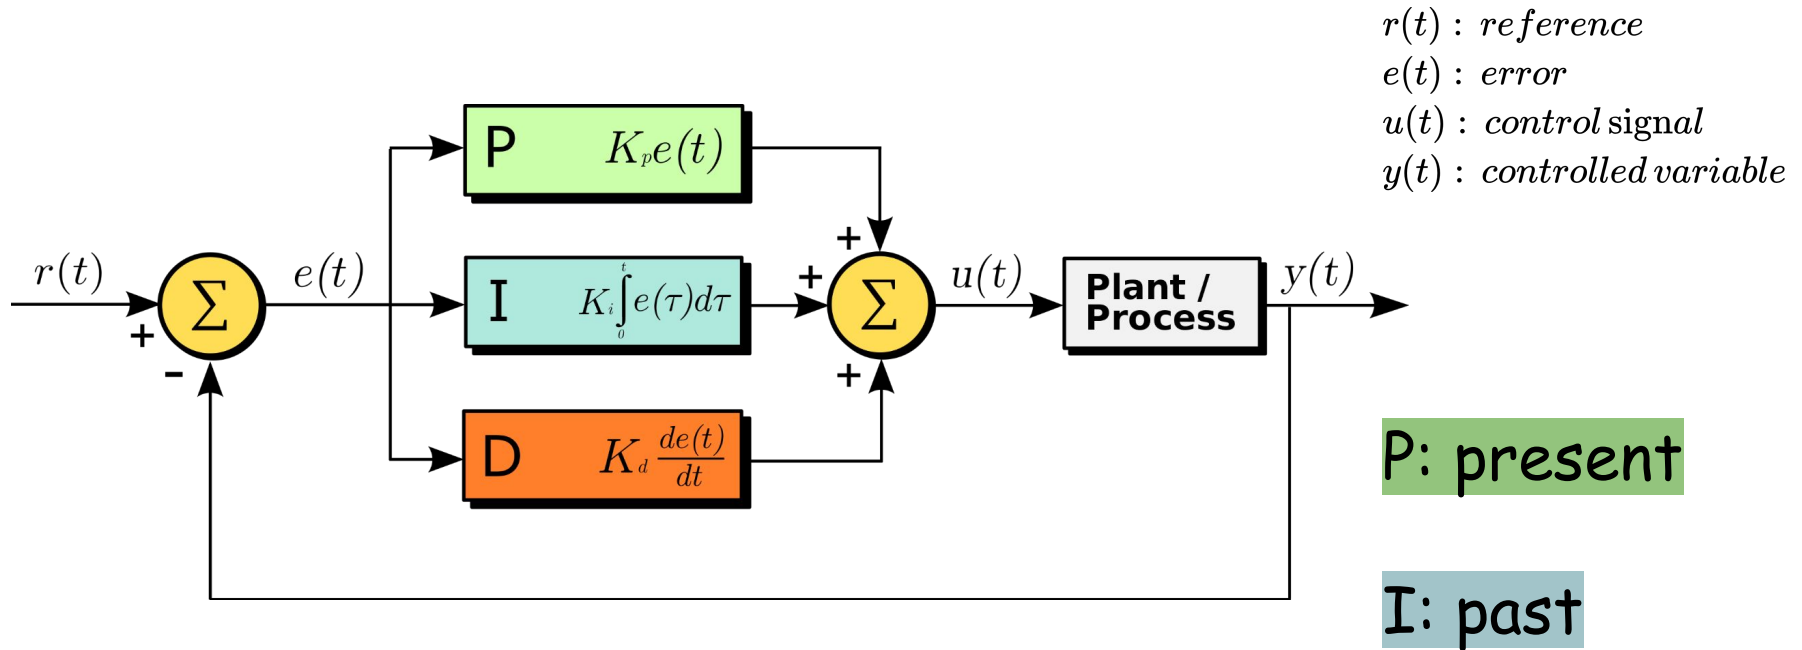 r(t) : reference
e(t) : error
u(t) : control signal
y(t) : controlled variable
P K_p e(t)
r(t)
Σ
+
-
e(t)
I K_i ∫_0^t e(τ)dτ
+
+
+
Σ
u(t)
Plant /
Process
y(t)
D K_d de(t)/dt
P: present
I: past